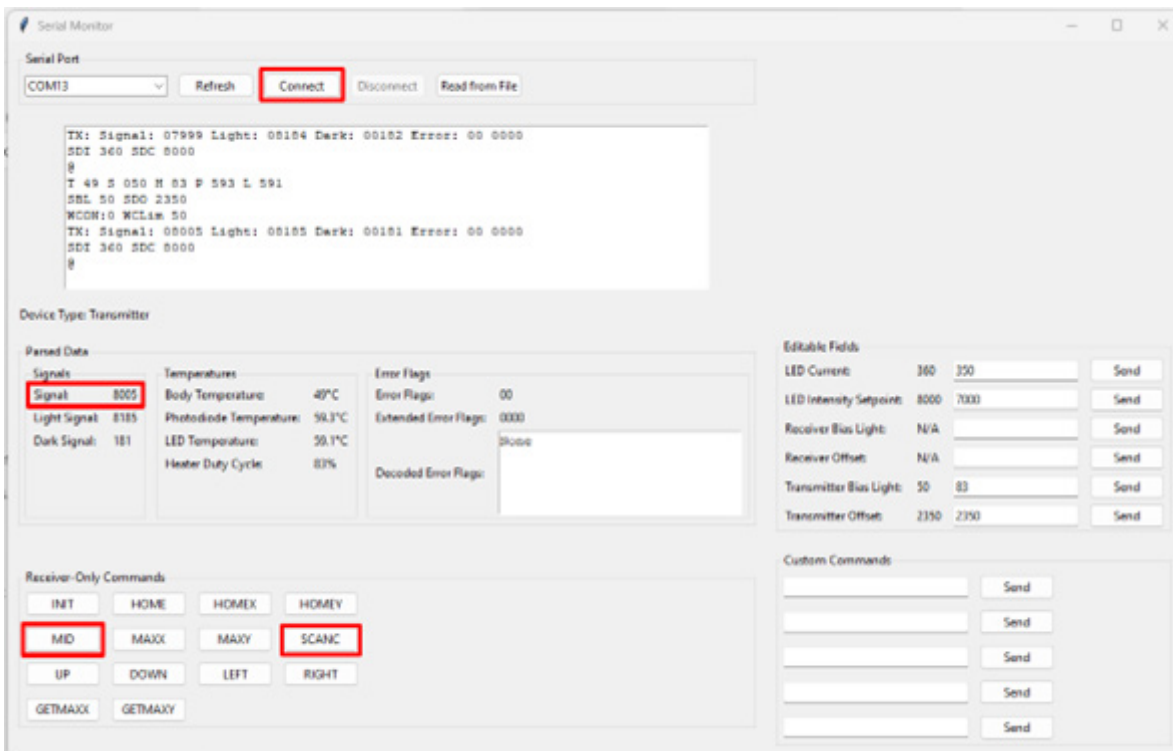 Serial Monitor
Serial Port
COM13 Refresh Connect Disconnect Read from File
TX: Signal: 07999 Light: 08184 Dark: 00182 Error: 00 0000
SDI 360 SDC 8000
@
T 49 S 050 H 83 P 593 L 591
SBL 50 SDO 2350
WCOM:0 WCLim 50
TX: Signal: 08005 Light: 08185 Dark: 00181 Error: 00 0000
SDI 360 SDC 8000
@
Device Type: Transmitter
Parsed Data
Signals
Signal: 8005
Light Signal: 8185
Dark Signal: 181
Temperatures
Body Temperature: 49°C
Photodiode Temperature: 59.3°C
LED Temperature: 59.1°C
Heater Duty Cycle: 83%
Error Flags
Error Flags: 00
Extended Error Flags: 0000
Decoded Error Flags: None
Editable Fields
LED Current: 360 350 Send
LED Intensity Setpoint: 8000 7000 Send
Receiver Bias Light: N/A Send
Receiver Offset: N/A Send
Transmitter Bias Light: 50 83 Send
Transmitter Offset: 2350 2350 Send
Receiver-Only Commands
INIT HOME HOMEX HOMEY
MID MAXX MAXY SCANC
UP DOWN LEFT RIGHT
GETMAXX GETMAXY
Custom Commands
Send
Send
Send
Send
Send